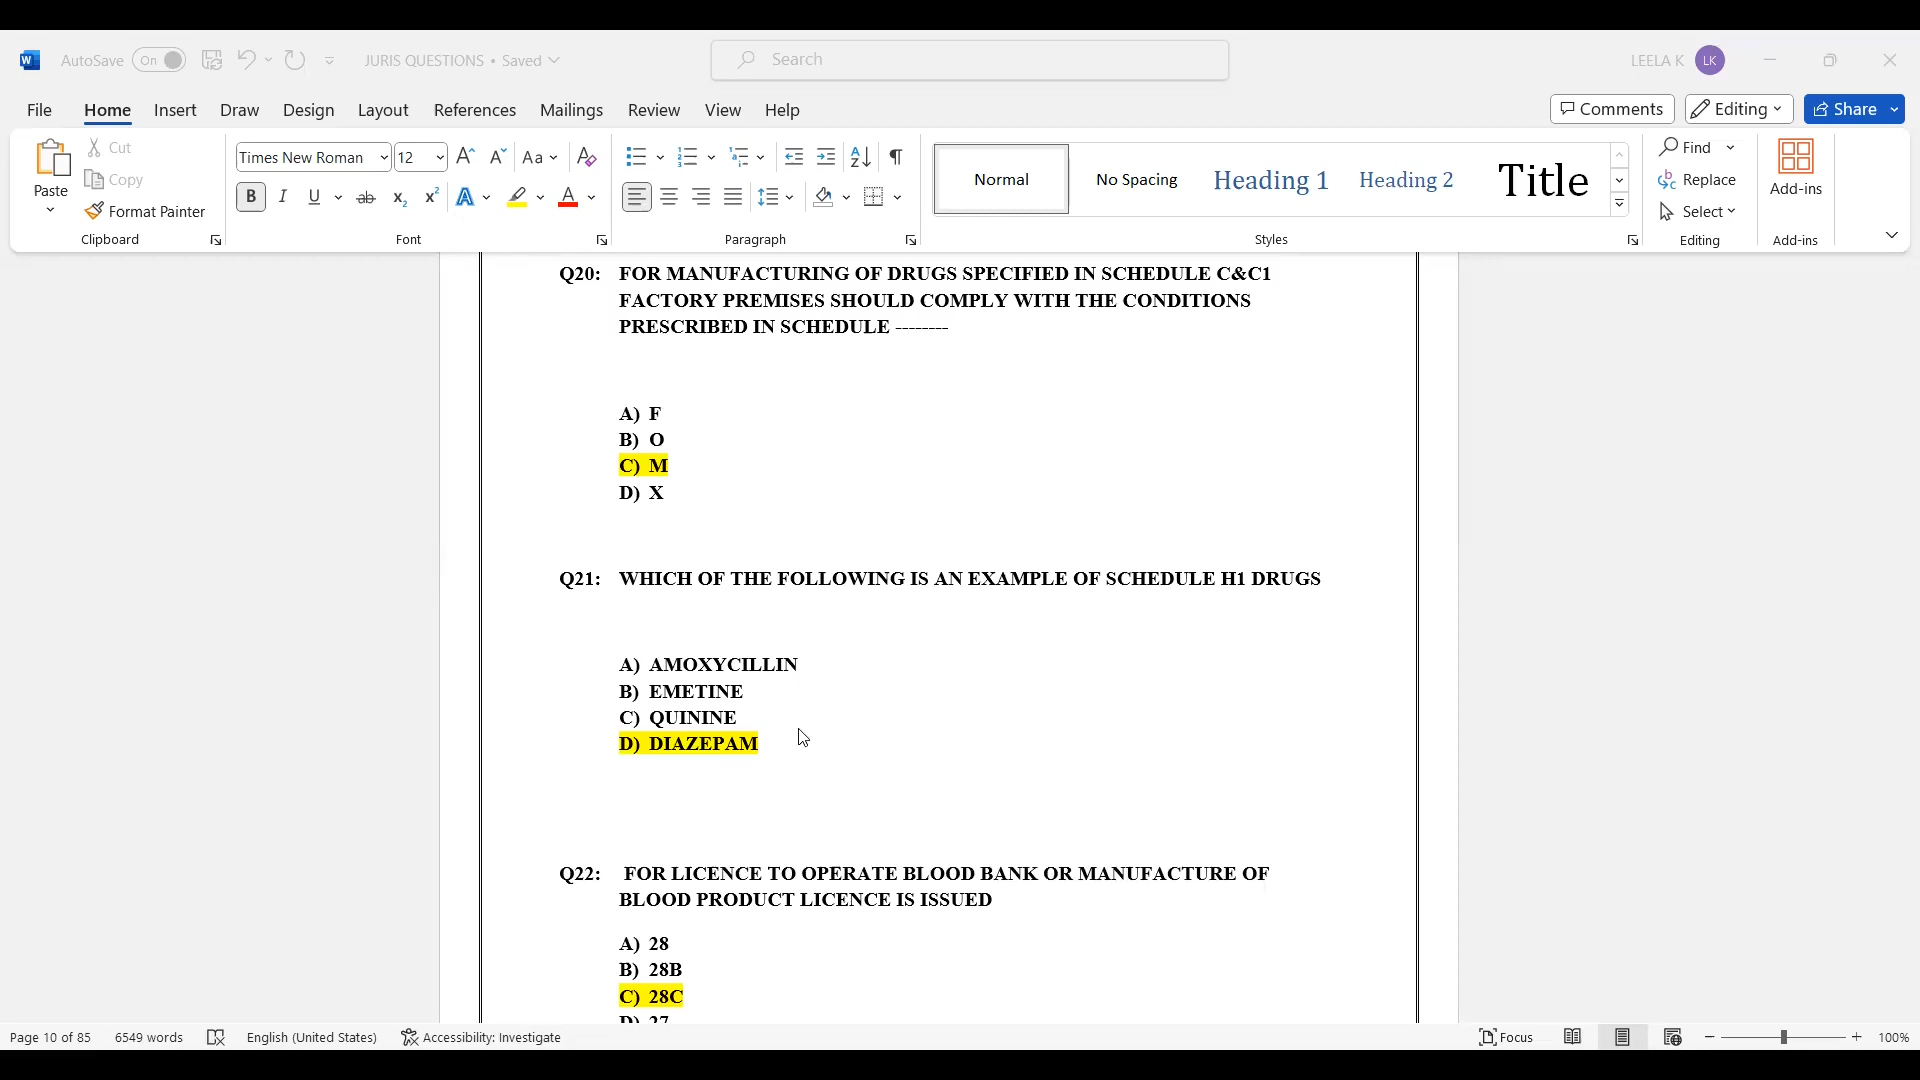 W AutoSave On JURIS QUESTIONS • Saved Search LEELA K LK
File Home Insert Draw Design Layout References Mailings Review View Help Comments Editing Share
Paste Cut Copy Format Painter Clipboard
Times New Roman 12 Aa B I U ab x₂ x² A A Font
Paragraph
Normal No Spacing Heading 1 Heading 2 Title Styles
Find Replace Select Editing
Add-ins Add-ins
Q20: FOR MANUFACTURING OF DRUGS SPECIFIED IN SCHEDULE C&C1
FACTORY PREMISES SHOULD COMPLY WITH THE CONDITIONS
PRESCRIBED IN SCHEDULE --------
A) F
B) O
C) M
D) X
Q21: WHICH OF THE FOLLOWING IS AN EXAMPLE OF SCHEDULE H1 DRUGS
A) AMOXYCILLIN
B) EMETINE
C) QUININE
D) DIAZEPAM
Q22: FOR LICENCE TO OPERATE BLOOD BANK OR MANUFACTURE OF
BLOOD PRODUCT LICENCE IS ISSUED
A) 28
B) 28B
C) 28C
D) 27
Page 10 of 85 6549 words English (United States) Accessibility: Investigate Focus 100%